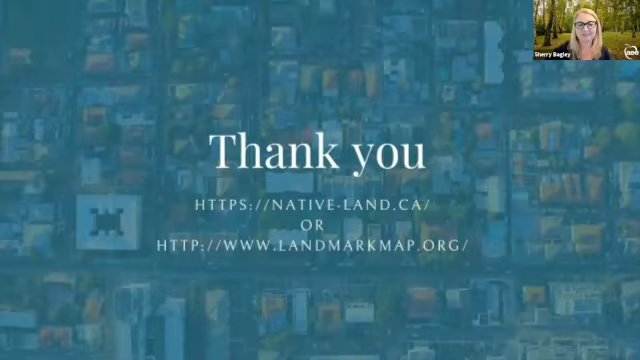 Sherry Bagley
Thank you
HTTPS://NATIVE-LAND.CA/
OR
HTTP://WWW.LANDMARKMAP.ORG/